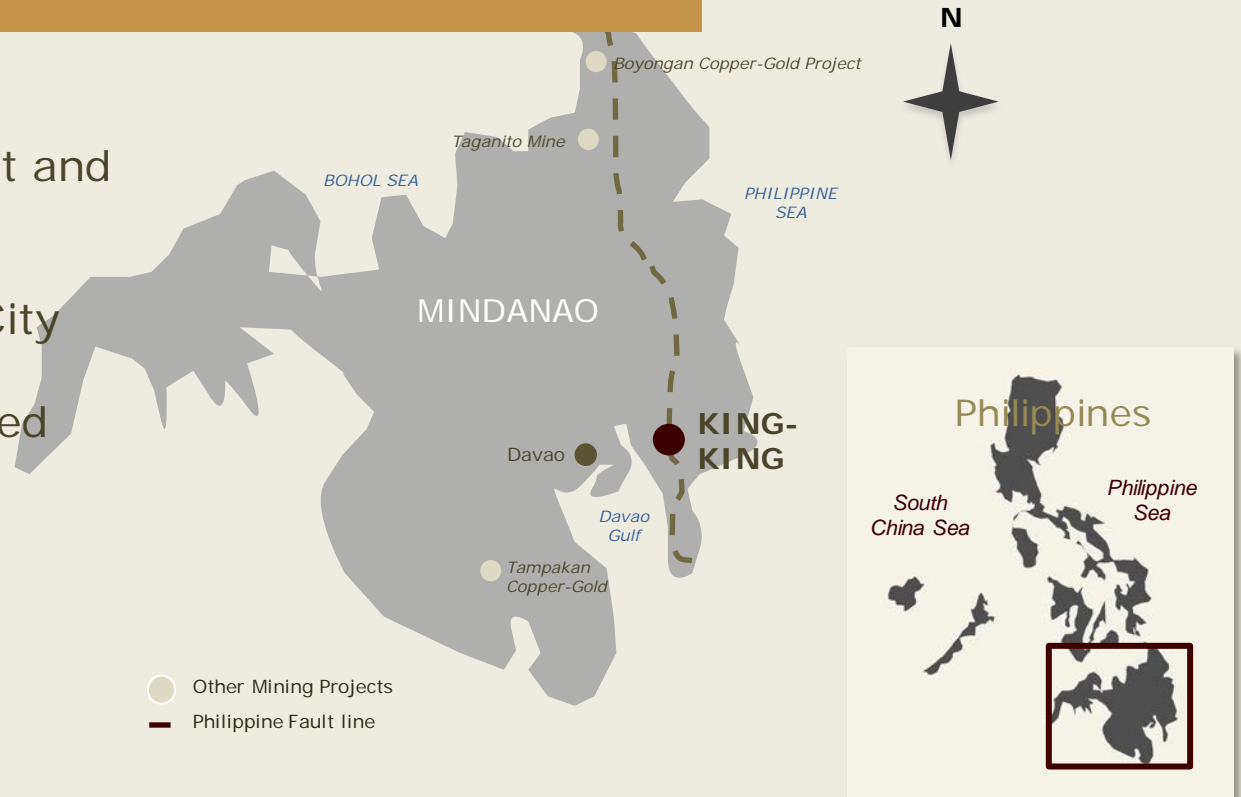 N
Boyongan Copper-Gold Project
Taganito Mine
t and
BOHOL SEA
PHILIPPINE
SEA
MINDANAO
City
Philippines
ed
KING-
KING
Davao
South
China Sea
Philippine
Sea
Davao
Gulf
Tampakan
Copper-Gold
Other Mining Projects
Philippine Fault line